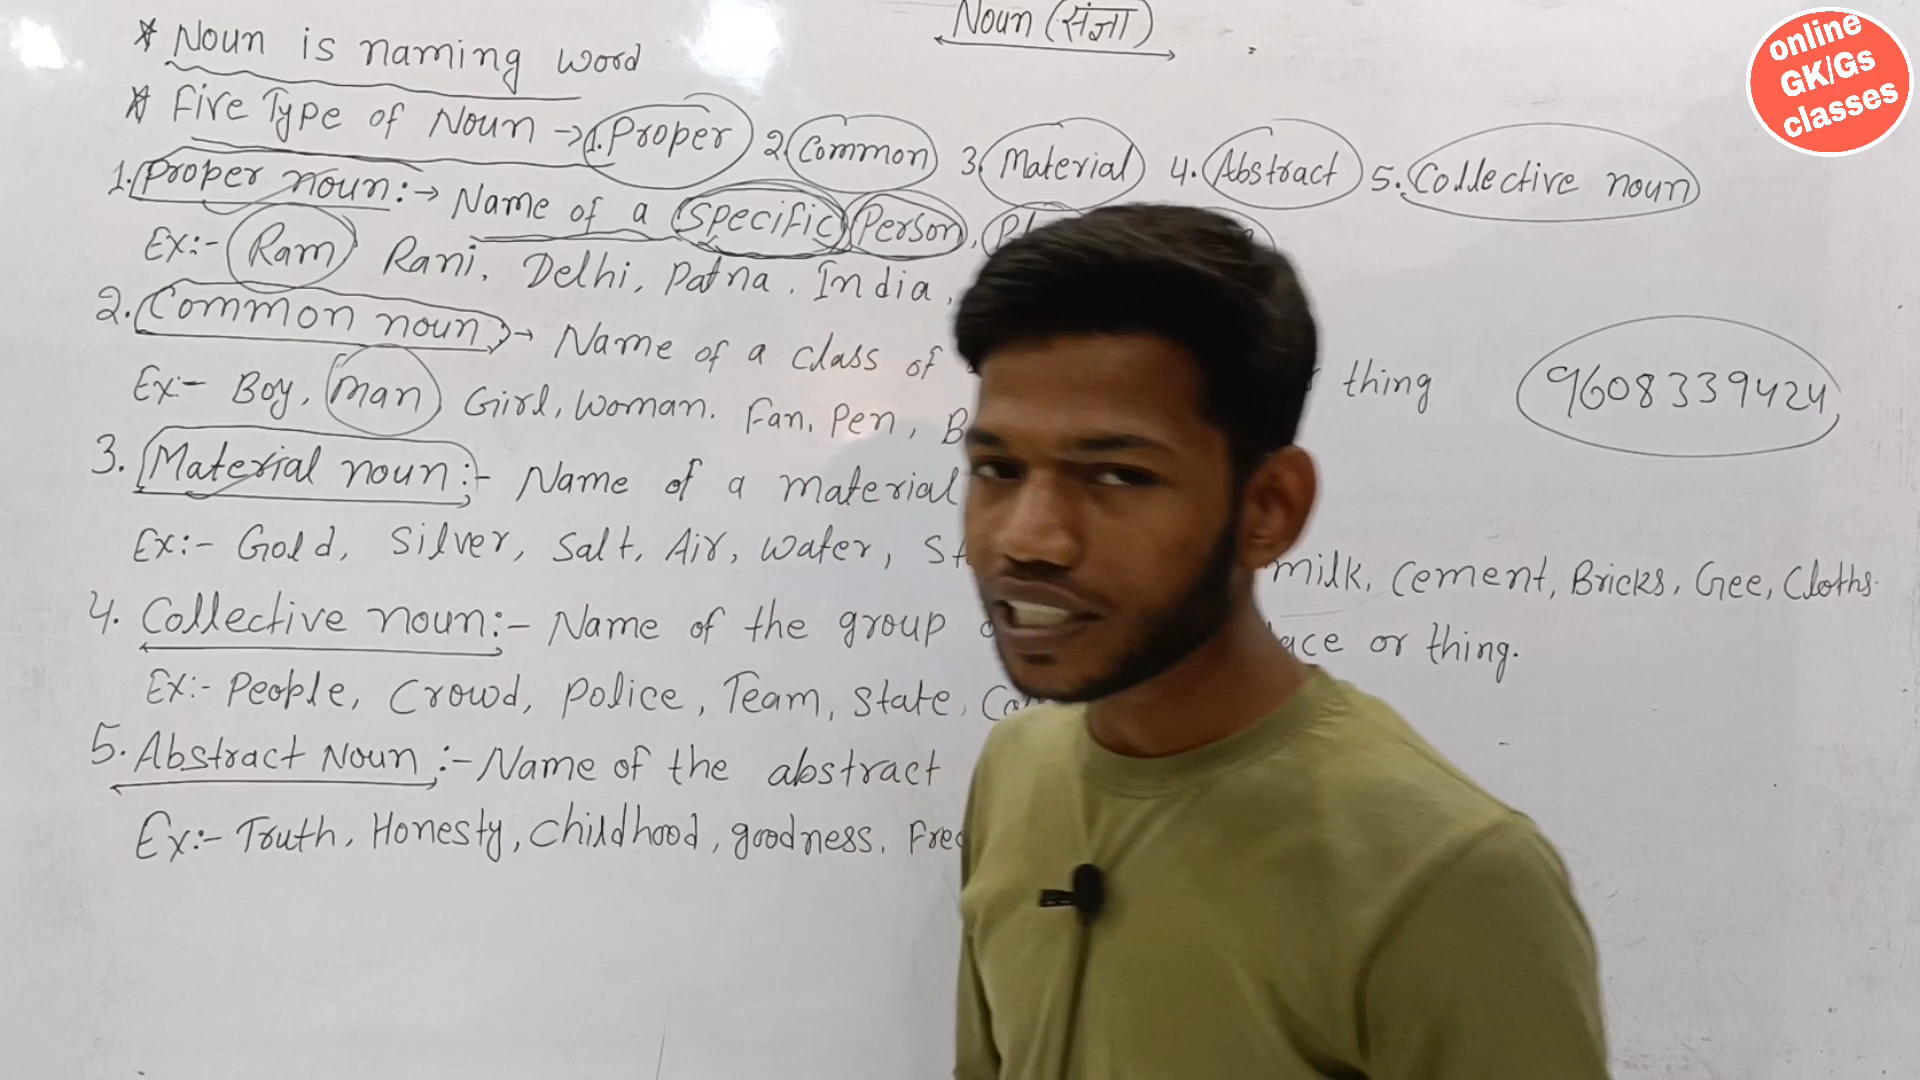 Noun (संज्ञा)
online
GK/Gs
classes
* Noun is naming word
* Five Type of Noun → 1. Proper 2. Common 3. Material 4. Abstract 5. Collective noun
1. Proper noun :→ Name of a specific Person,
Ex:- Ram Rani, Delhi, Patna, India,
2. Common noun → Name of a class of thing
Ex:- Boy, man Girl, woman. Fan, Pen,
9608339424
3. Material noun :- Name of a material
Ex:- Gold, Silver, Salt, Air, water, milk, Cement, Bricks, Gee, Cloths.
4. Collective noun :- Name of the group or thing.
Ex:- People, Crowd, Police, Team, State,
5. Abstract Noun :- Name of the abstract
Ex:- Truth, Honesty, childhood, goodness,